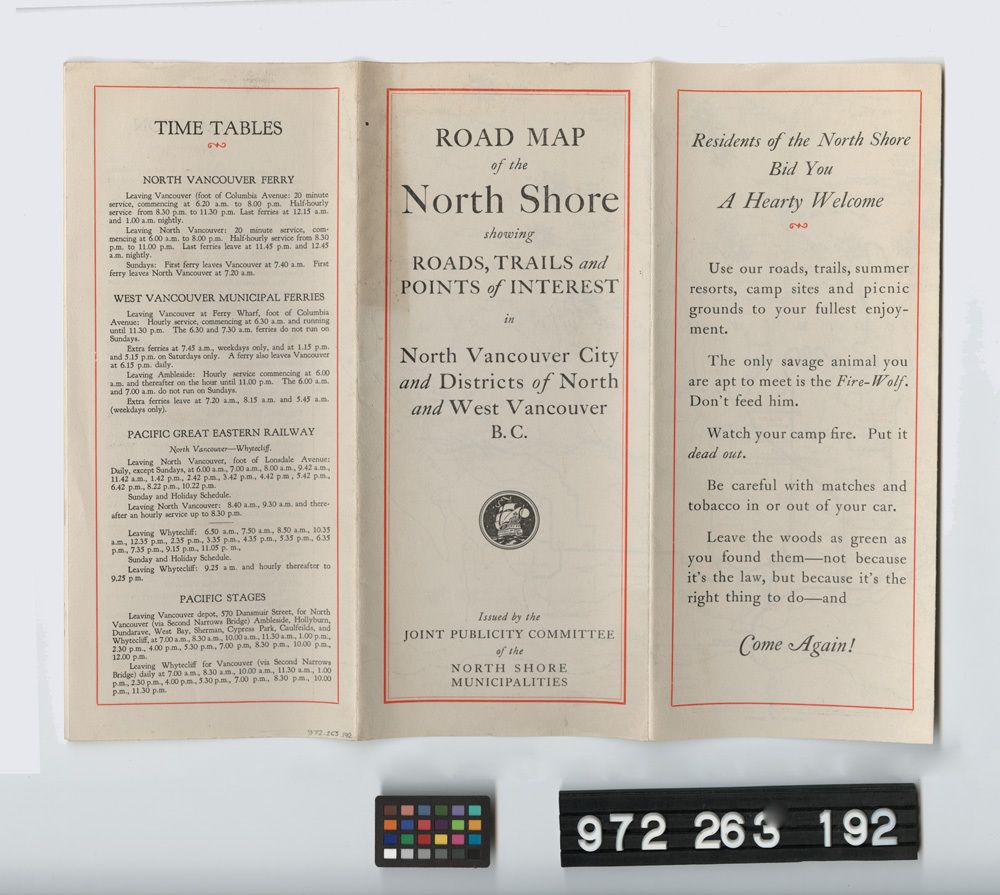 TIME TABLES
NORTH VANCOUVER FERRY
Leaving Vancouver (foot of Columbia Avenue: 20 minute
service, commencing at 6.20 a.m. to 8.00 p.m. Half-hourly
service from 8.30 p.m. to 11.30 p.m. Last ferries at 12.15 a.m.
and 1.00 a.m. nightly.
Leaving North Vancouver: 20 minute service, com-
mencing at 6.00 a.m. to 8.00 p.m. Half-hourly service from 8.30
p.m. to 11.00 p.m. Last ferries leave at 11.45 p.m. and 12.45
a.m. nightly.
Sundays: First ferry leaves Vancouver at 7.40 a.m. First
ferry leaves North Vancouver at 7.20 a.m.
WEST VANCOUVER MUNICIPAL FERRIES
Leaving Vancouver at Ferry Wharf, foot of Columbia
Avenue: Hourly service, commencing at 6.30 a.m. and running
until 11.30 p.m. The 6.30 and 7.30 a.m. ferries do not run on
Sundays.
Extra ferries at 7.45 a.m., weekdays only, and at 1.15 p.m.
and 5.15 p.m. on Saturdays only. A ferry also leaves Vancouver
at 6.15 p.m. daily.
Leaving Ambleside: Hourly service commencing at 6.00
a.m. and thereafter on the hour until 11.00 p.m. The 6.00 a.m.
and 7.00 a.m. do not run on Sundays.
Extra ferries leave at 7.20 a.m., 8.15 a.m. and 5.45 a.m.
(weekdays only).
PACIFIC GREAT EASTERN RAILWAY
North Vancouver—Whytecliff.
Leaving North Vancouver, foot of Lonsdale Avenue:
Daily, except Sundays, at 6.00 a.m., 7.00 a.m., 8.00 a.m., 9.42 a.m.,
11.42 a.m., 1.42 p.m., 2.42 p.m., 3.42 p.m., 4.42 p.m., 5.42 p.m.,
6.42 p.m., 8.22 p.m., 10.22 p.m.
Sunday and Holiday Schedule.
Leaving North Vancouver: 8.40 a.m., 9.30 a.m. and there-
after an hourly service up to 8.30 p.m.
Leaving Whytecliff: 6.50 a.m., 7.50 a.m., 8.50 a.m., 10.35
a.m., 12.35 p.m., 2.35 p.m., 3.35 p.m., 4.35 p.m., 5.35 p.m., 6.35
p.m., 7.35 p.m., 9.15 p.m., 11.05 p. m.,
Sunday and Holiday Schedule.
Leaving Whytecliff: 9.25 a.m. and hourly thereafter to
9.25 p.m.
PACIFIC STAGES
Leaving Vancouver depot, 570 Dunsmuir Street, for North
Vancouver (via Second Narrows Bridge) Ambleside, Hollyburn,
Dundarave, West Bay, Sherman, Cypress Park, Caulfeilds, and
Whytecliff, at 7.00 a.m., 8.30 a.m., 10.00 a.m., 11.30 a.m., 1.00 p.m.,
2.30 p.m., 4.00 p.m., 5.30 p.m., 7.00 p.m., 8.30 p.m., 10.00 p.m.,
12.00 p.m.
Leaving Whytecliff for Vancouver (via Second Narrows
Bridge) daily at 7.00 a.m., 8.30 a.m., 10.00 a.m., 11.30 a.m., 1.00
p.m., 2.30 p.m., 4.00 p.m., 5.30 p.m., 7.00 p.m., 8.30 p.m., 10.00
p.m., 11.30 p.m.
972.263.192
ROAD MAP
of the
North Shore
showing
ROADS, TRAILS and
POINTS of INTEREST
in
North Vancouver City
and Districts of North
and West Vancouver
B.C.
Issued by the
JOINT PUBLICITY COMMITTEE
of the
NORTH SHORE
MUNICIPALITIES
Residents of the North Shore
Bid You
A Hearty Welcome
Use our roads, trails, summer
resorts, camp sites and picnic
grounds to your fullest enjoy-
ment.
The only savage animal you
are apt to meet is the Fire-Wolf.
Don't feed him.
Watch your camp fire. Put it
dead out.
Be careful with matches and
tobacco in or out of your car.
Leave the woods as green as
you found them—not because
it's the law, but because it's the
right thing to do—and
Come Again!
972 263 192